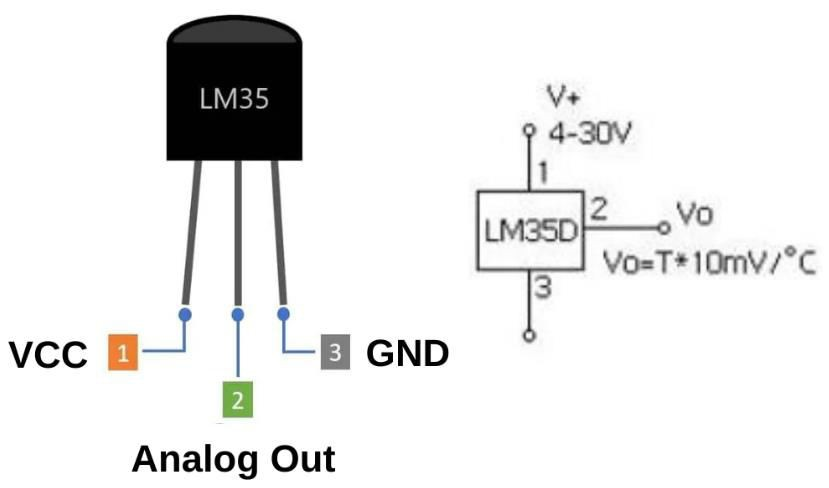 LM35
VCC 1
2
3 GND
Analog Out
V+
4-30V
1
LM35D
2
Vo
Vo=T*10mV/°C
3